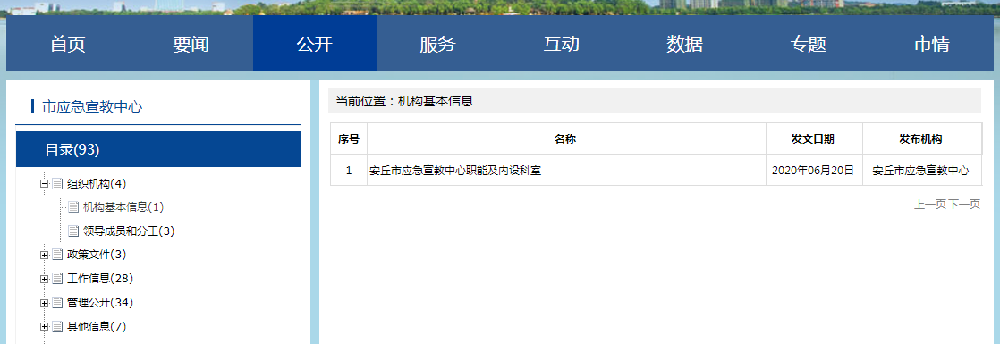 首页 要闻 公开 服务 互动 数据 专题 市情
市应急宣教中心
目录(93)
组织机构(4)
机构基本信息(1)
领导成员和分工(3)
政策文件(3)
工作信息(28)
管理公开(34)
其他信息(7)
当前位置：机构基本信息
序号 名称 发文日期 发布机构
1 安丘市应急宣教中心职能及内设科室 2020年06月20日 安丘市应急宣教中心
上一页 下一页